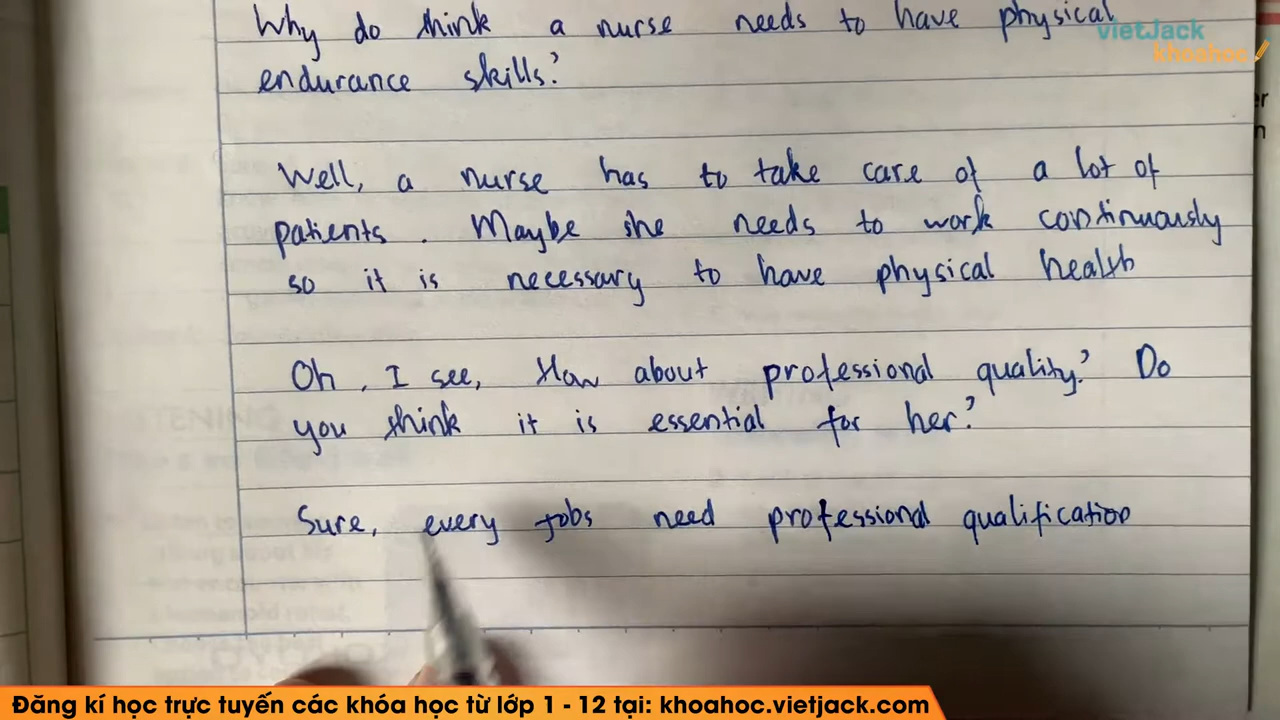 Why do think a nurse needs to have physical
endurance skills?
Well, a nurse has to take care of a lot of
patients. Maybe she needs to work continuously
so it is necessary to have physical health
Oh, I see, How about professional quality? Do
you think it is essential for her?
Sure, every jobs need professional qualification
vietJack
khoahoc
Đăng kí học trực tuyến các khóa học từ lớp 1 - 12 tại: khoahoc.vietjack.com